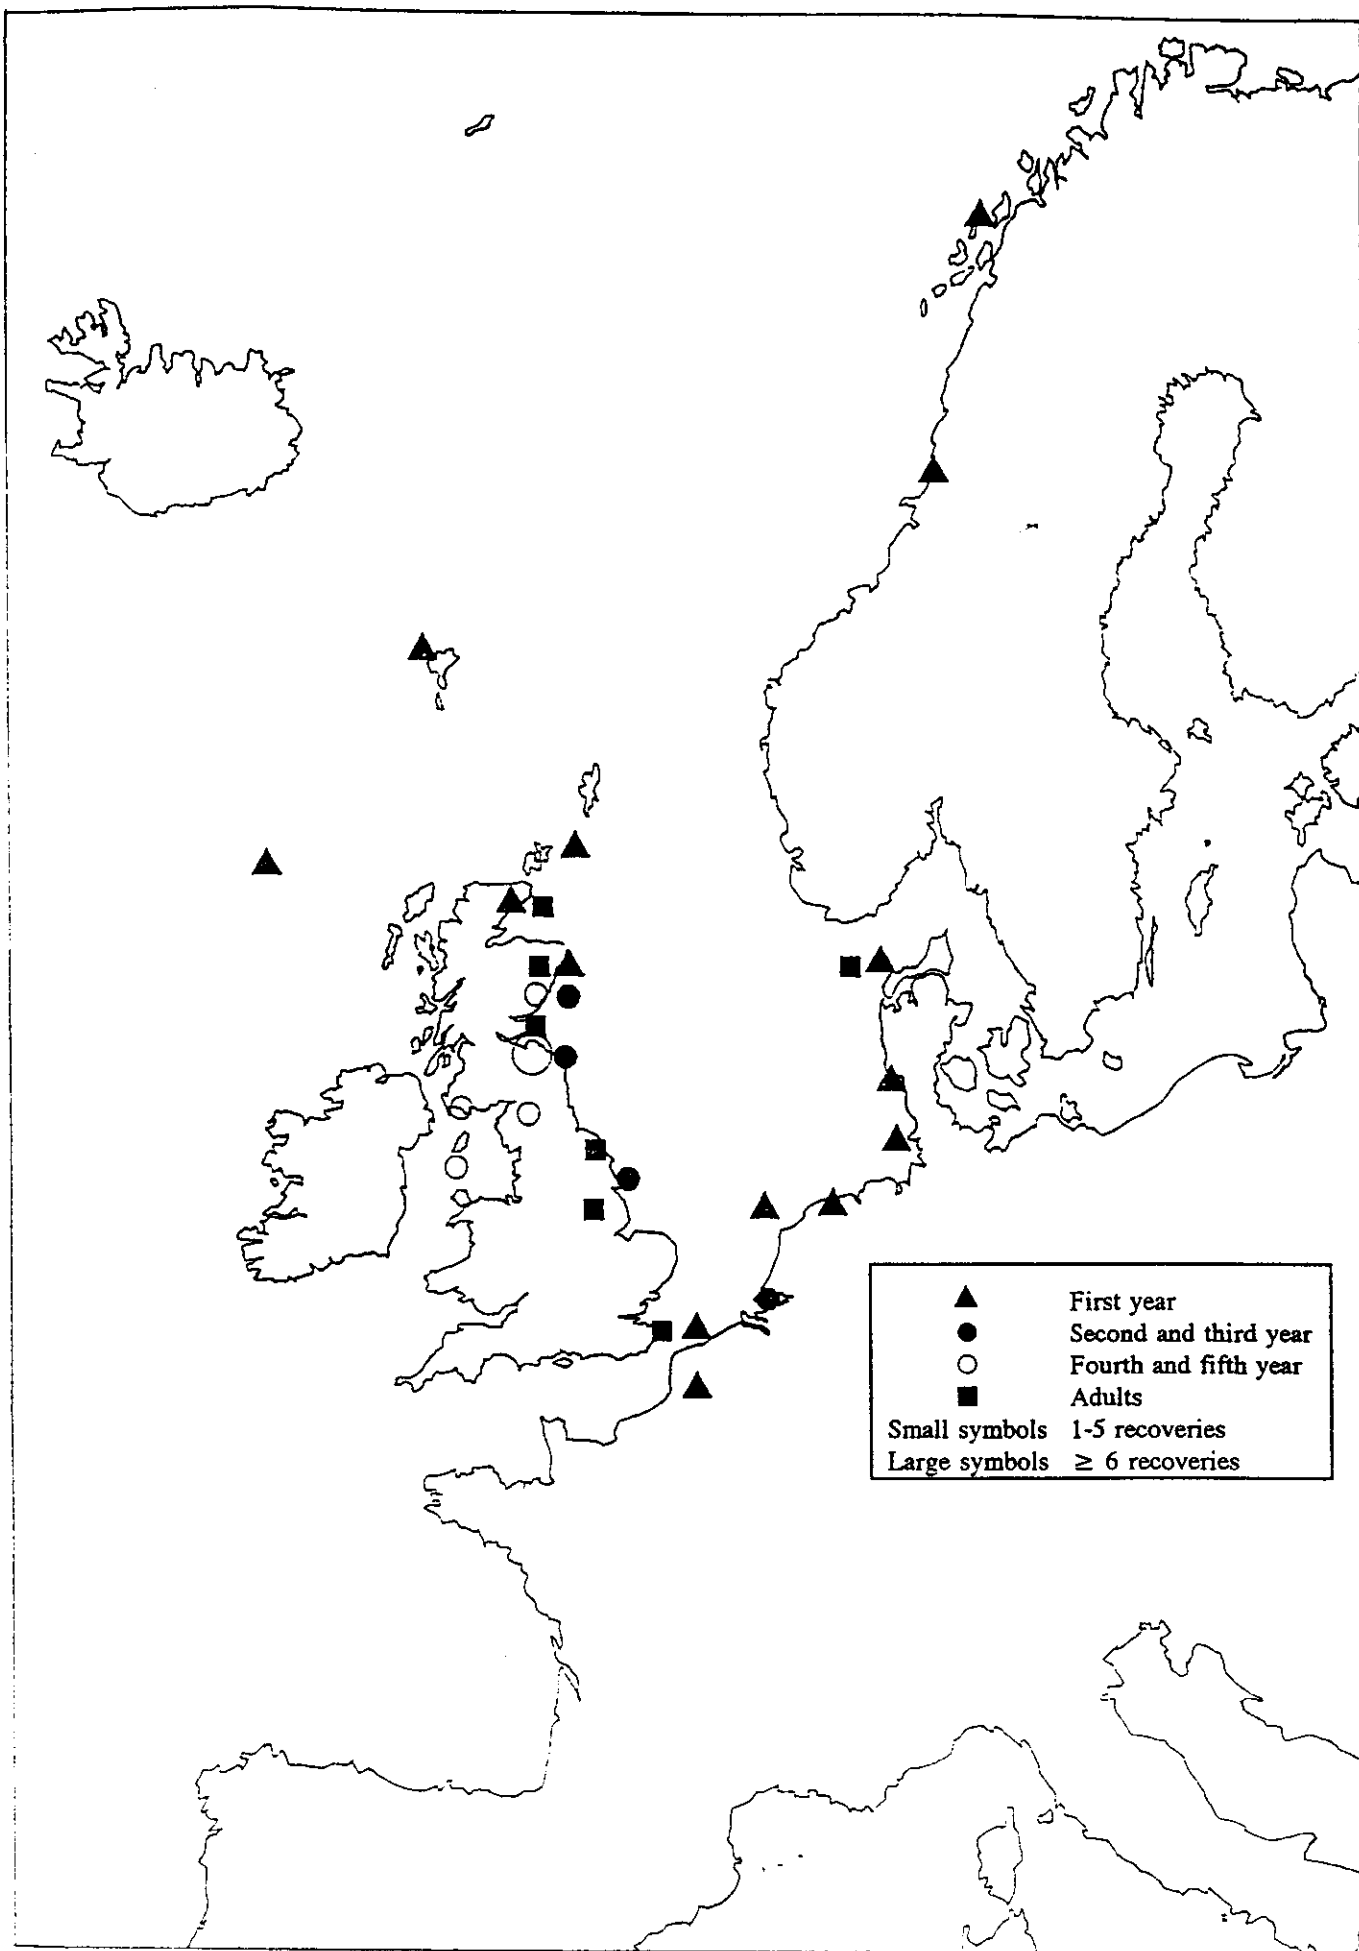 First year
Second and third year
Fourth and fifth year
Adults
Small symbols 1-5 recoveries
Large symbols ≥ 6 recoveries